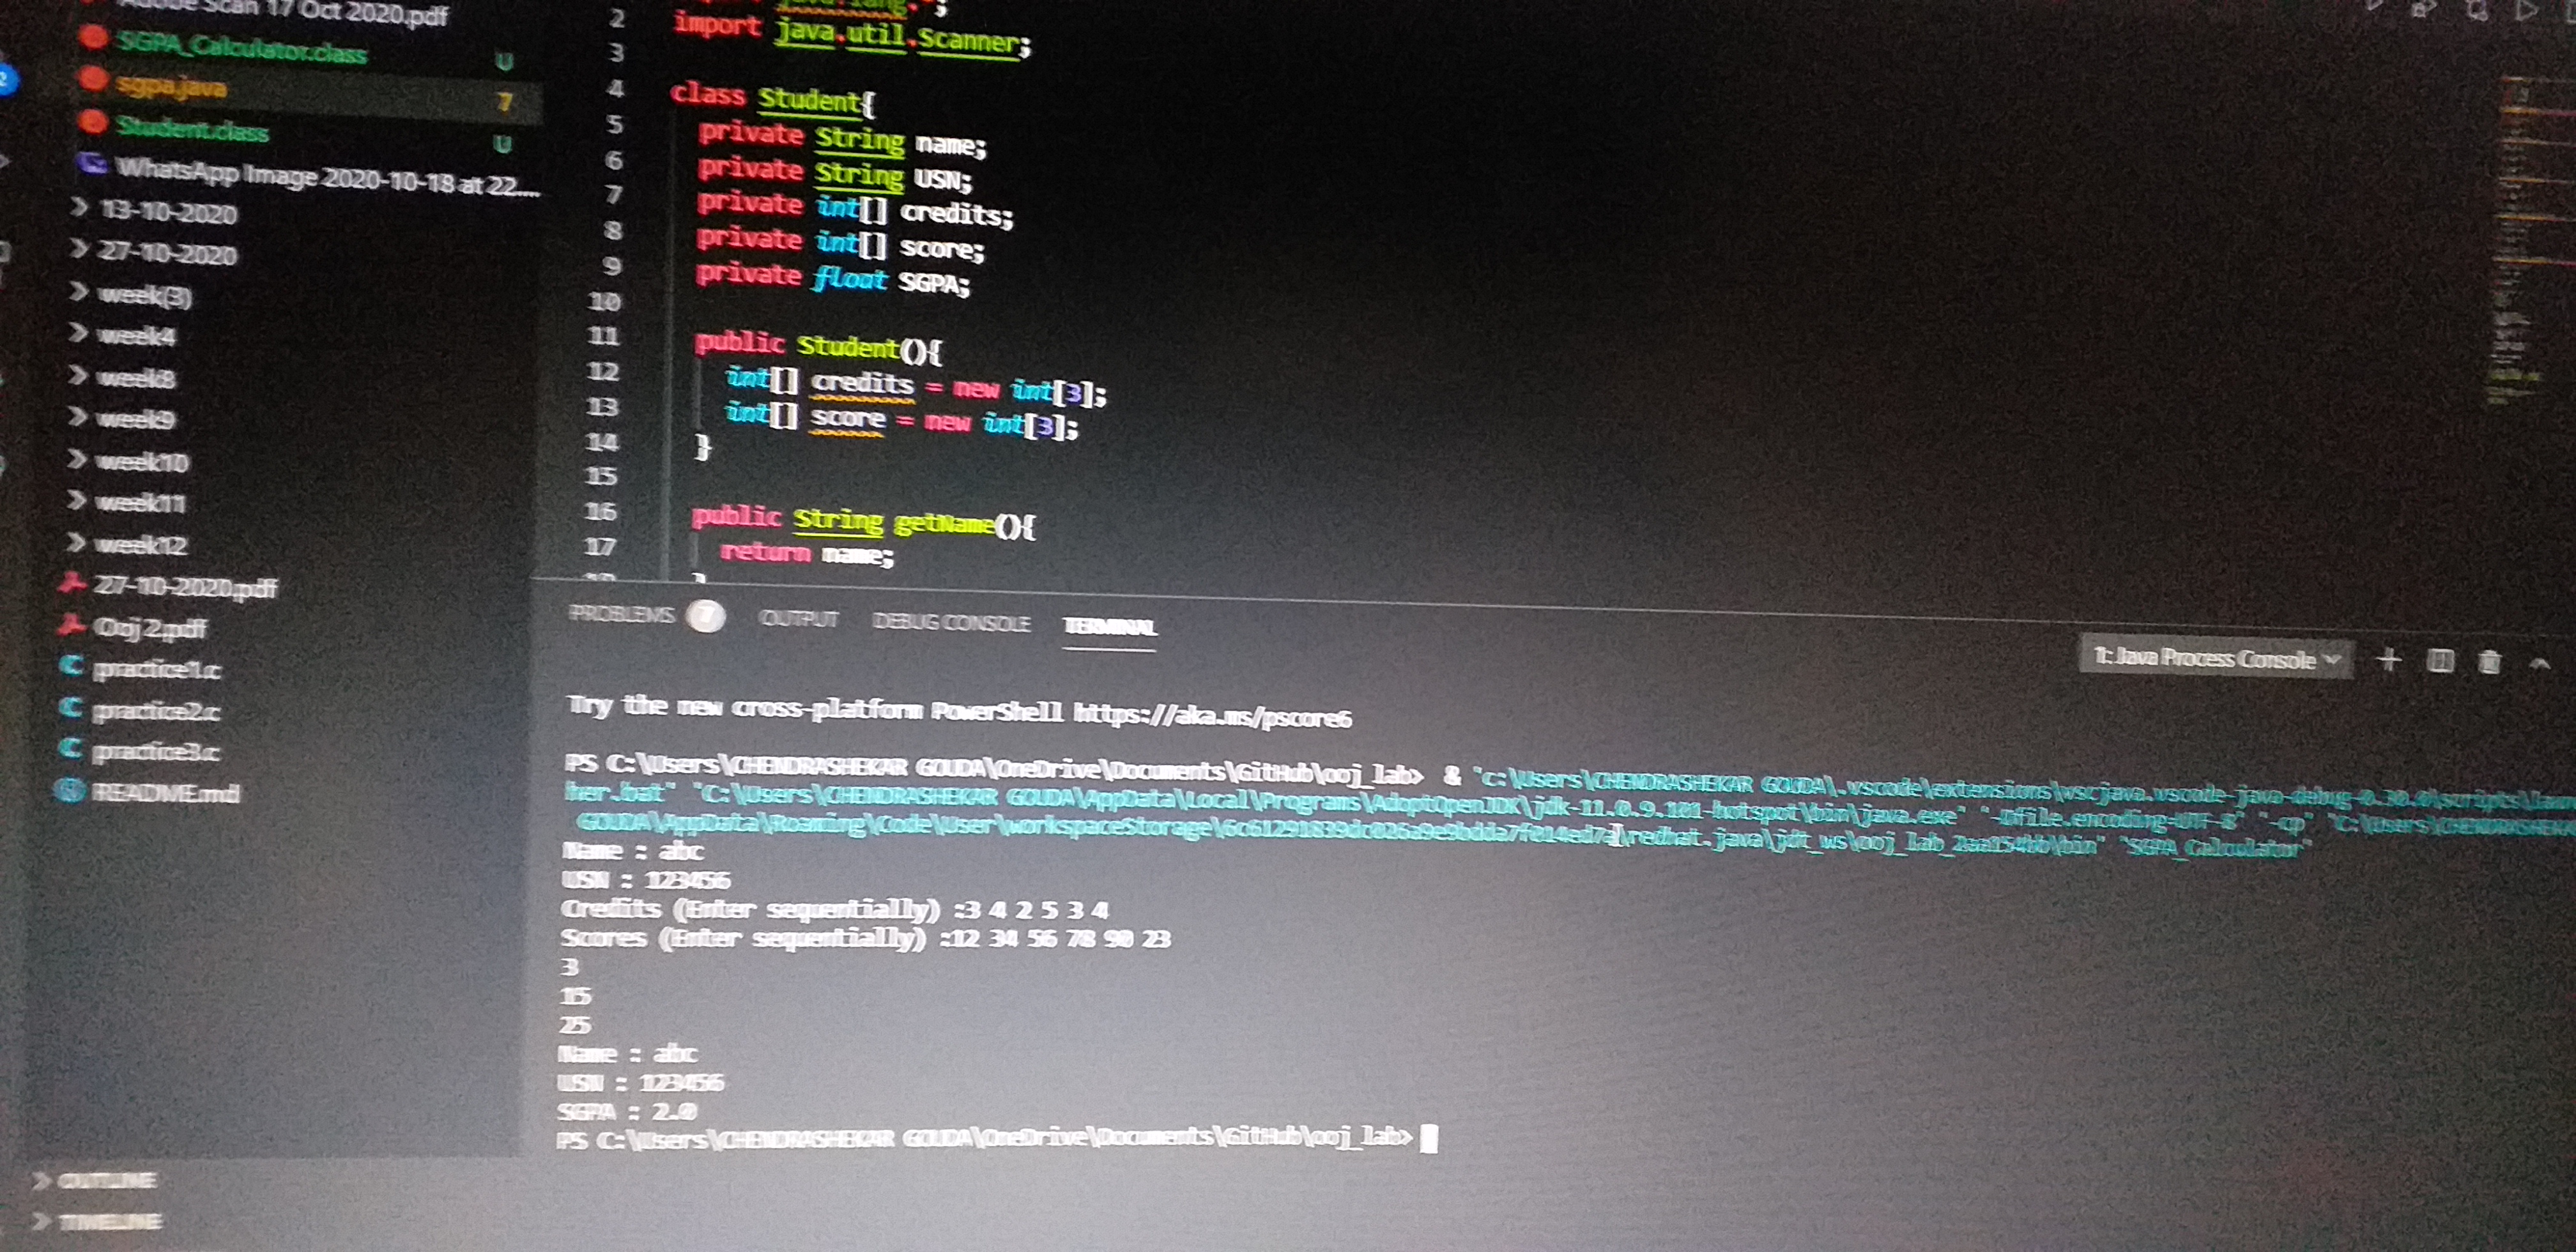 Scan 17 Oct 2020.pdf
SGPA_Calculator.class U
sgpa.java 7
Student.class U
WhatsApp Image 2020-10-18 at 22....
13-10-2020
27-10-2020
week(3)
week4
week8
week9
week10
week11
week12
27-10-2020.pdf
Ooj 2.pdf
C practice1.c
C practice2.c
C practice3.c
README.md
OUTLINE
TIMELINE
2 import java.util.Scanner;
3
4 class Student{
5 private String name;
6 private String USN;
7 private int[] credits;
8 private int[] score;
9 private float SGPA;
10
11 public Student(){
12 int[] credits = new int[3];
13 int[] score = new int[3];
14 }
15
16 public String getName(){
17 return name;
PROBLEMS 7 OUTPUT DEBUG CONSOLE TERMINAL
1: Java Process Console
Try the new cross-platform PowerShell https://aka.ms/pscore6
PS C:\Users\CHENDRASHEKAR GOUDA\OneDrive\Documents\GitHub\ooj_lab> & 'c:\Users\CHENDRASHEKAR GOUDA\.vscode\extensions\vscjava.vscode-java-debug-0.30.0\scripts\
her.bat' 'C:\Users\CHENDRASHEKAR GOUDA\AppData\Local\Programs\AdoptOpenJDK\jdk-11.0.9.101-hotspot\bin\java.exe' '-Dfile.encoding=UTF-8' '-cp' 'C:\Users\
GOUDA\AppData\Roaming\Code\User\workspaceStorage\ \redhat.java\jdt_ws\ooj_lab_2aa154bb\bin' 'SGPA_Calculator'
Name : abc
USN : 123456
Credits (Enter sequentially) :3 4 2 5 3 4
Scores (Enter sequentially) :12 34 56 78 90 23
3
15
25
Name : abc
USN : 123456
SGPA : 2.0
PS C:\Users\CHENDRASHEKAR GOUDA\OneDrive\Documents\GitHub\ooj_lab>